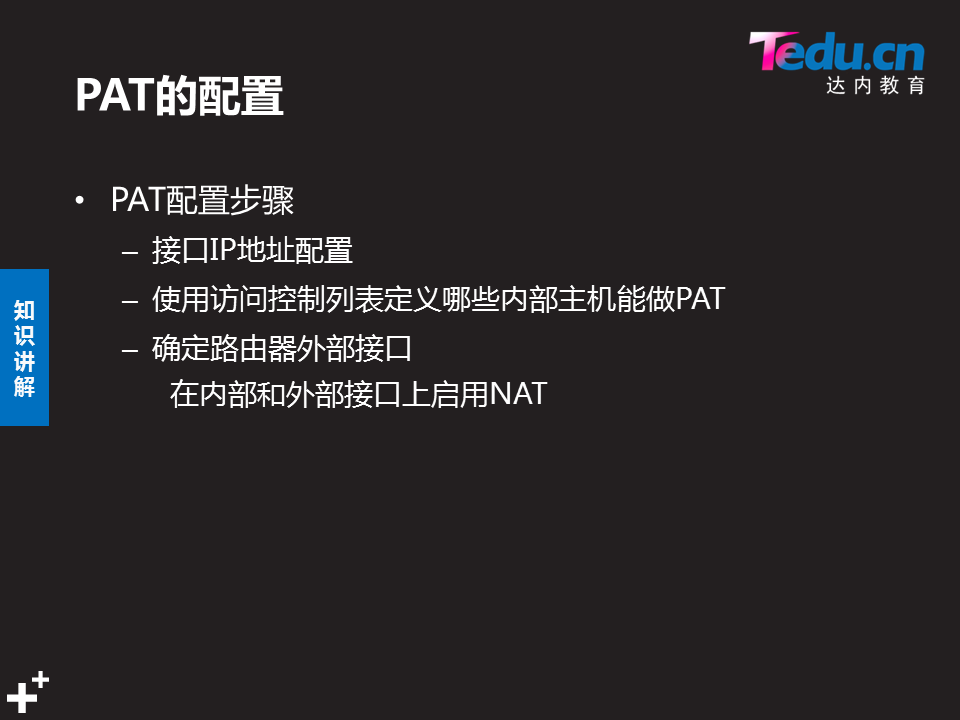 Tedu.cn
达内教育
PAT的配置
• PAT配置步骤
– 接口IP地址配置
– 使用访问控制列表定义哪些内部主机能做PAT
– 确定路由器外部接口
在内部和外部接口上启用NAT
知
识
讲
解